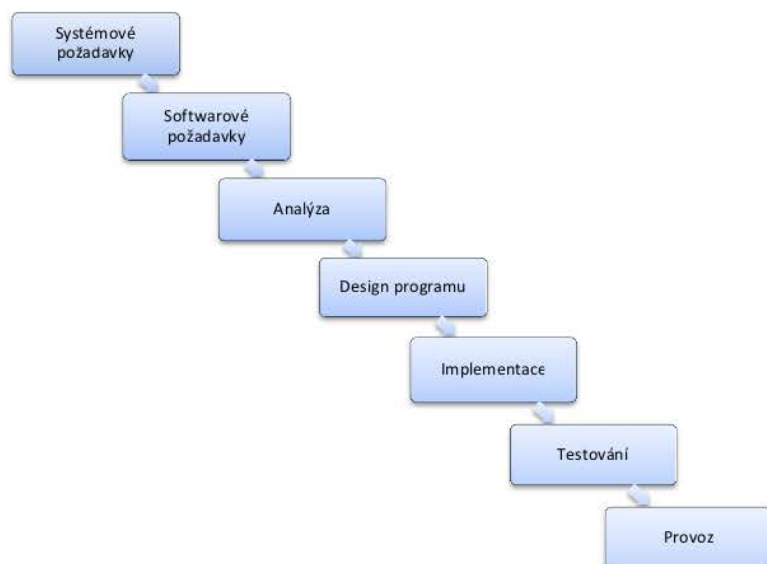 Systémové
požadavky
Softwarové
požadavky
Analýza
Design programu
Implementace
Testování
Provoz